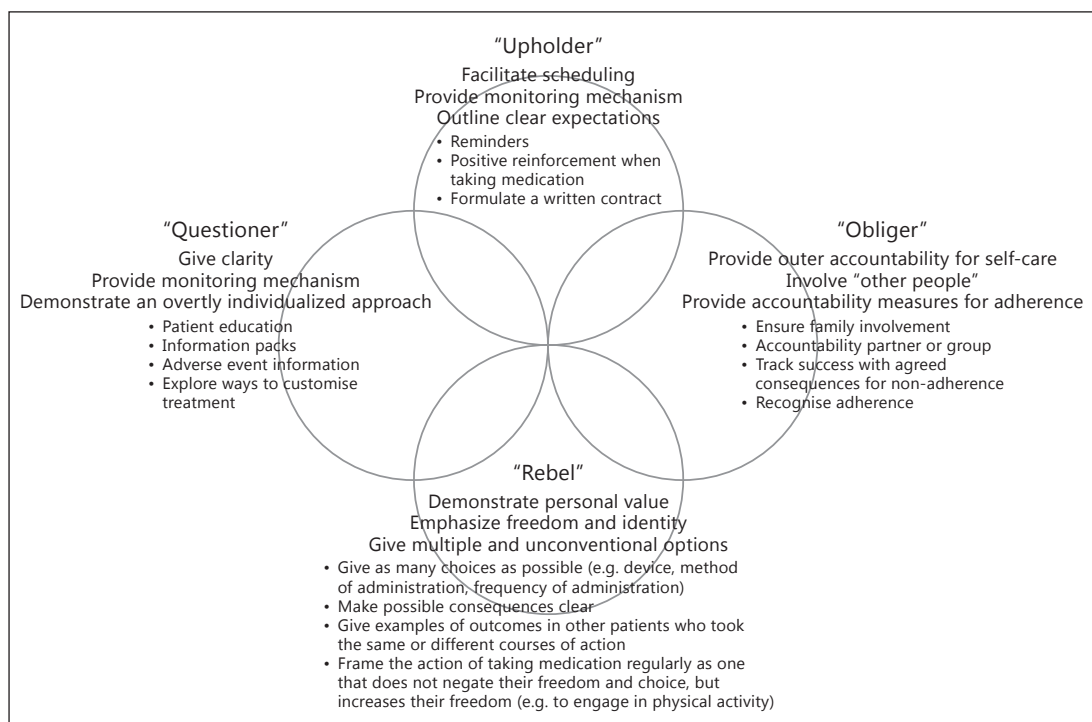 “Upholder”
Facilitate scheduling
Provide monitoring mechanism
Outline clear expectations
• Reminders
• Positive reinforcement when
taking medication
• Formulate a written contract
“Questioner”
Give clarity
Provide monitoring mechanism
Demonstrate an overtly individualized approach
• Patient education
• Information packs
• Adverse event information
• Explore ways to customise
treatment
“Obliger”
Provide outer accountability for self-care
Involve “other people”
Provide accountability measures for adherence
• Ensure family involvement
• Accountability partner or group
• Track success with agreed
consequences for non-adherence
• Recognise adherence
“Rebel”
Demonstrate personal value
Emphasize freedom and identity
Give multiple and unconventional options
• Give as many choices as possible (e.g. device, method
of administration, frequency of administration)
• Make possible consequences clear
• Give examples of outcomes in other patients who took
the same or different courses of action
• Frame the action of taking medication regularly as one
that does not negate their freedom and choice, but
increases their freedom (e.g. to engage in physical activity)